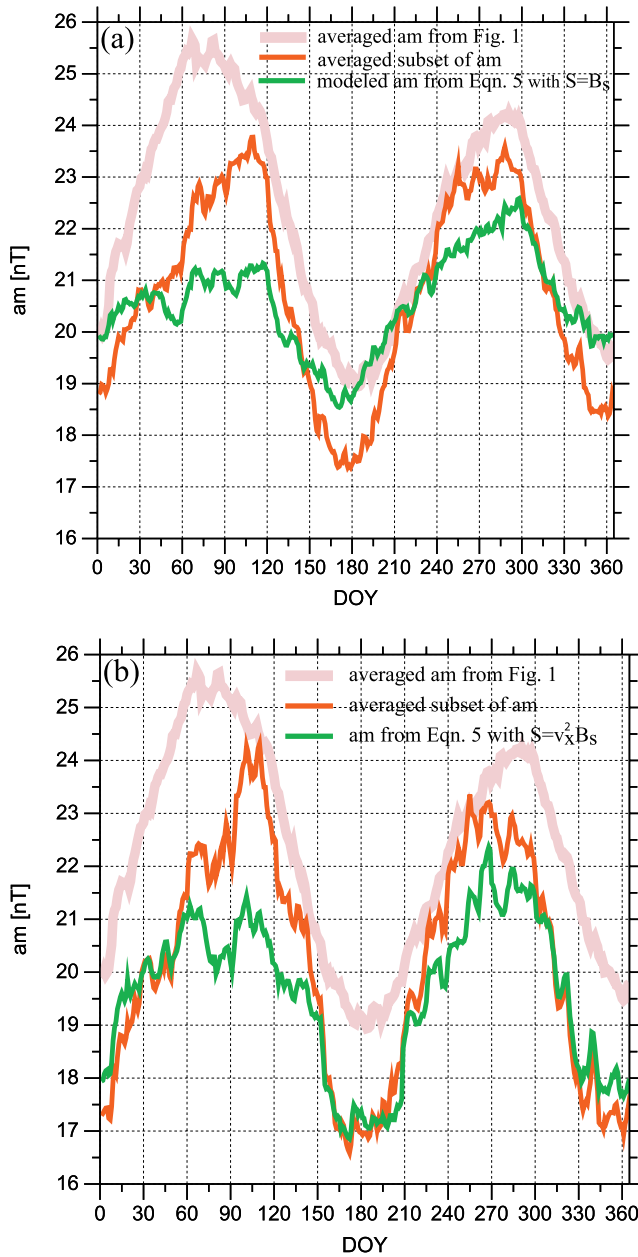 (a)
averaged am from Fig. 1
averaged subset of am
modeled am from Eqn. 5 with S=Bs
26
25
24
23
22
21
20
19
18
17
16
am [nT]
0 30 60 90 120 150 180 210 240 270 300 330 360
DOY
(b)
averaged am from Fig. 1
averaged subset of am
am from Eqn. 5 with S=v²xBs
26
25
24
23
22
21
20
19
18
17
16
am [nT]
0 30 60 90 120 150 180 210 240 270 300 330 360
DOY